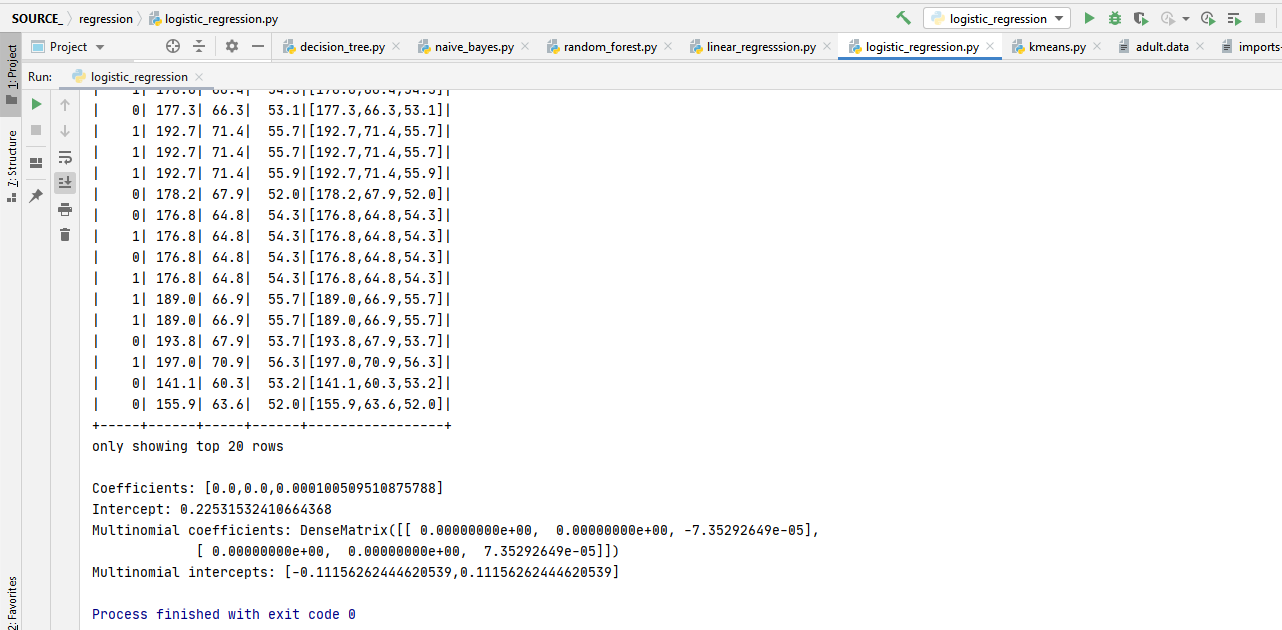 SOURCE_ regression logistic_regression.py logistic_regression
1: Project
Project decision_tree.py naive_bayes.py random_forest.py linear_regresssion.py logistic_regression.py kmeans.py adult.data imports-
Run: logistic_regression
7: Structure
2: Favorites
| 1| 176.8| 66.4| 54.3|[176.8,66.4,54.3]|
| 0| 177.3| 66.3| 53.1|[177.3,66.3,53.1]|
| 1| 192.7| 71.4| 55.7|[192.7,71.4,55.7]|
| 1| 192.7| 71.4| 55.7|[192.7,71.4,55.7]|
| 1| 192.7| 71.4| 55.9|[192.7,71.4,55.9]|
| 0| 178.2| 67.9| 52.0|[178.2,67.9,52.0]|
| 0| 176.8| 64.8| 54.3|[176.8,64.8,54.3]|
| 1| 176.8| 64.8| 54.3|[176.8,64.8,54.3]|
| 0| 176.8| 64.8| 54.3|[176.8,64.8,54.3]|
| 1| 176.8| 64.8| 54.3|[176.8,64.8,54.3]|
| 1| 189.0| 66.9| 55.7|[189.0,66.9,55.7]|
| 1| 189.0| 66.9| 55.7|[189.0,66.9,55.7]|
| 0| 193.8| 67.9| 53.7|[193.8,67.9,53.7]|
| 1| 197.0| 70.9| 56.3|[197.0,70.9,56.3]|
| 0| 141.1| 60.3| 53.2|[141.1,60.3,53.2]|
| 0| 155.9| 63.6| 52.0|[155.9,63.6,52.0]|
+-----+------+-----+------+-----------------+
only showing top 20 rows
Coefficients: [0.0,0.0,0.000100509510875788]
Intercept: 0.22531532410664368
Multinomial coefficients: DenseMatrix([[ 0.00000000e+00, 0.00000000e+00, -7.35292649e-05],
[ 0.00000000e+00, 0.00000000e+00, 7.35292649e-05]])
Multinomial intercepts: [-0.11156262444620539,0.11156262444620539]
Process finished with exit code 0